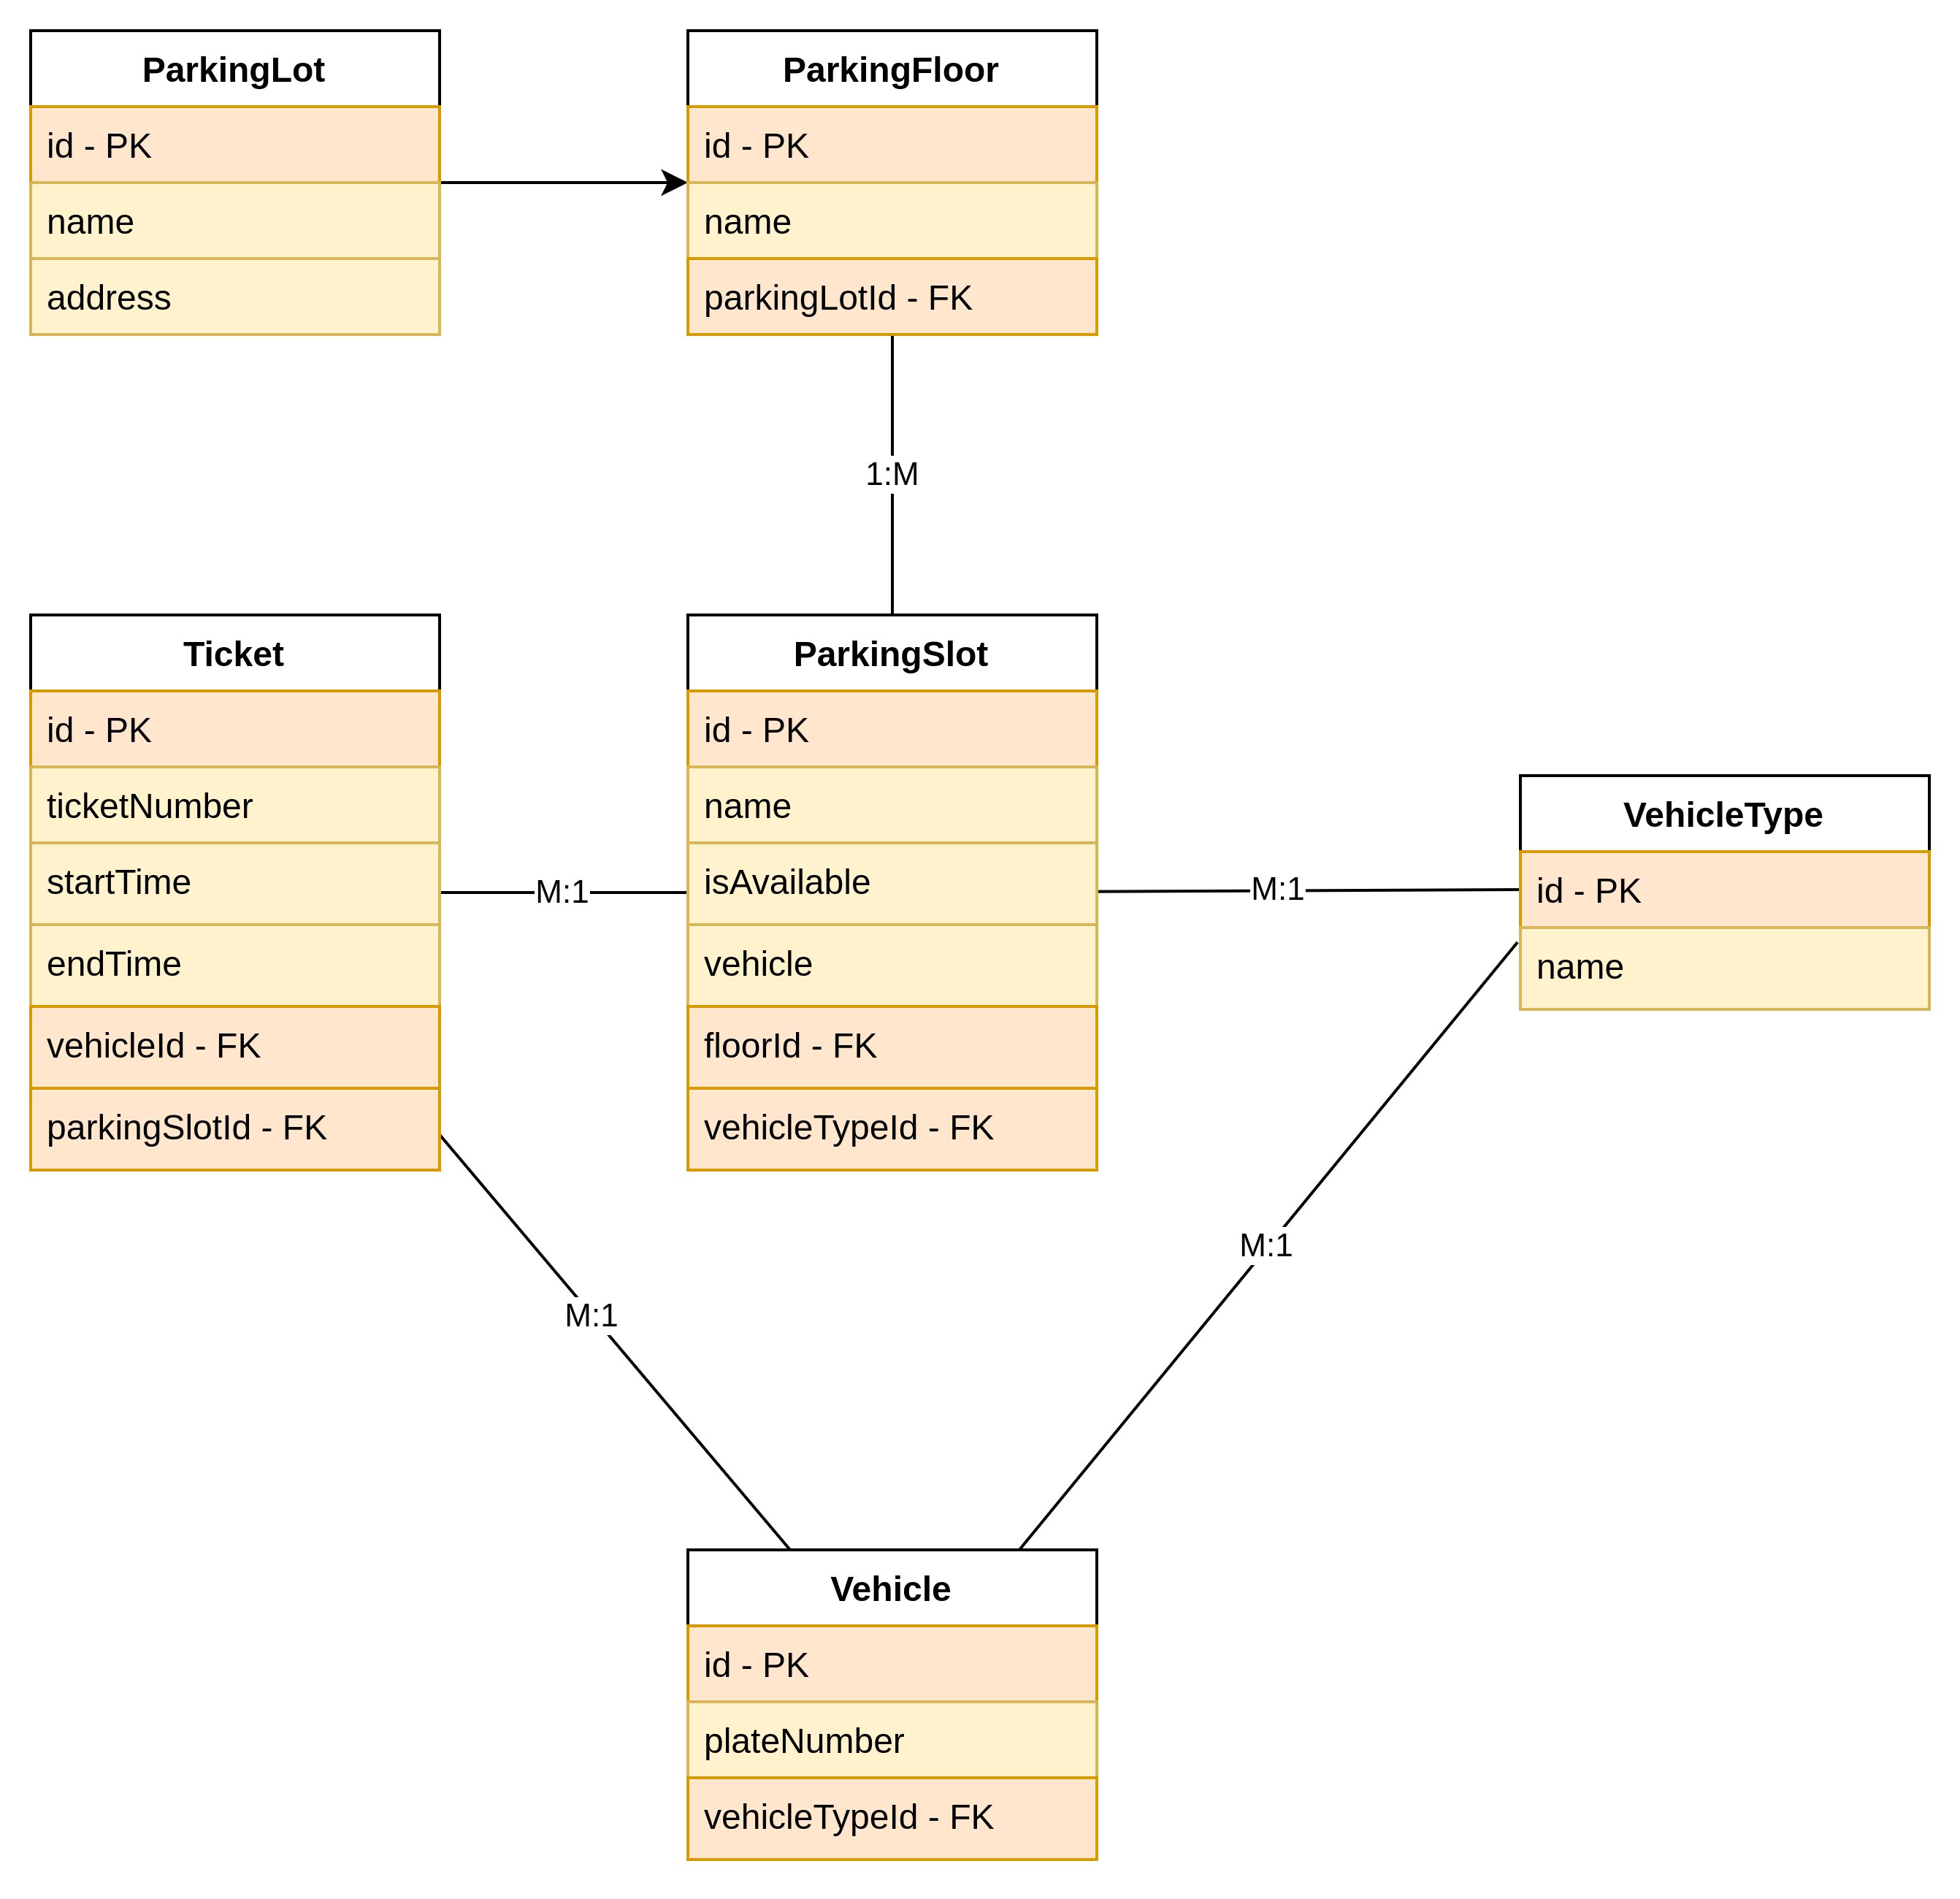 ParkingLot
id - PK
name
address
ParkingFloor
id - PK
name
parkingLotId - FK
1:M
Ticket
id - PK
ticketNumber
startTime
endTime
vehicleId - FK
parkingSlotId - FK
M:1
ParkingSlot
id - PK
name
isAvailable
vehicle
floorId - FK
vehicleTypeId - FK
M:1
VehicleType
id - PK
name
M:1
M:1
Vehicle
id - PK
plateNumber
vehicleTypeId - FK